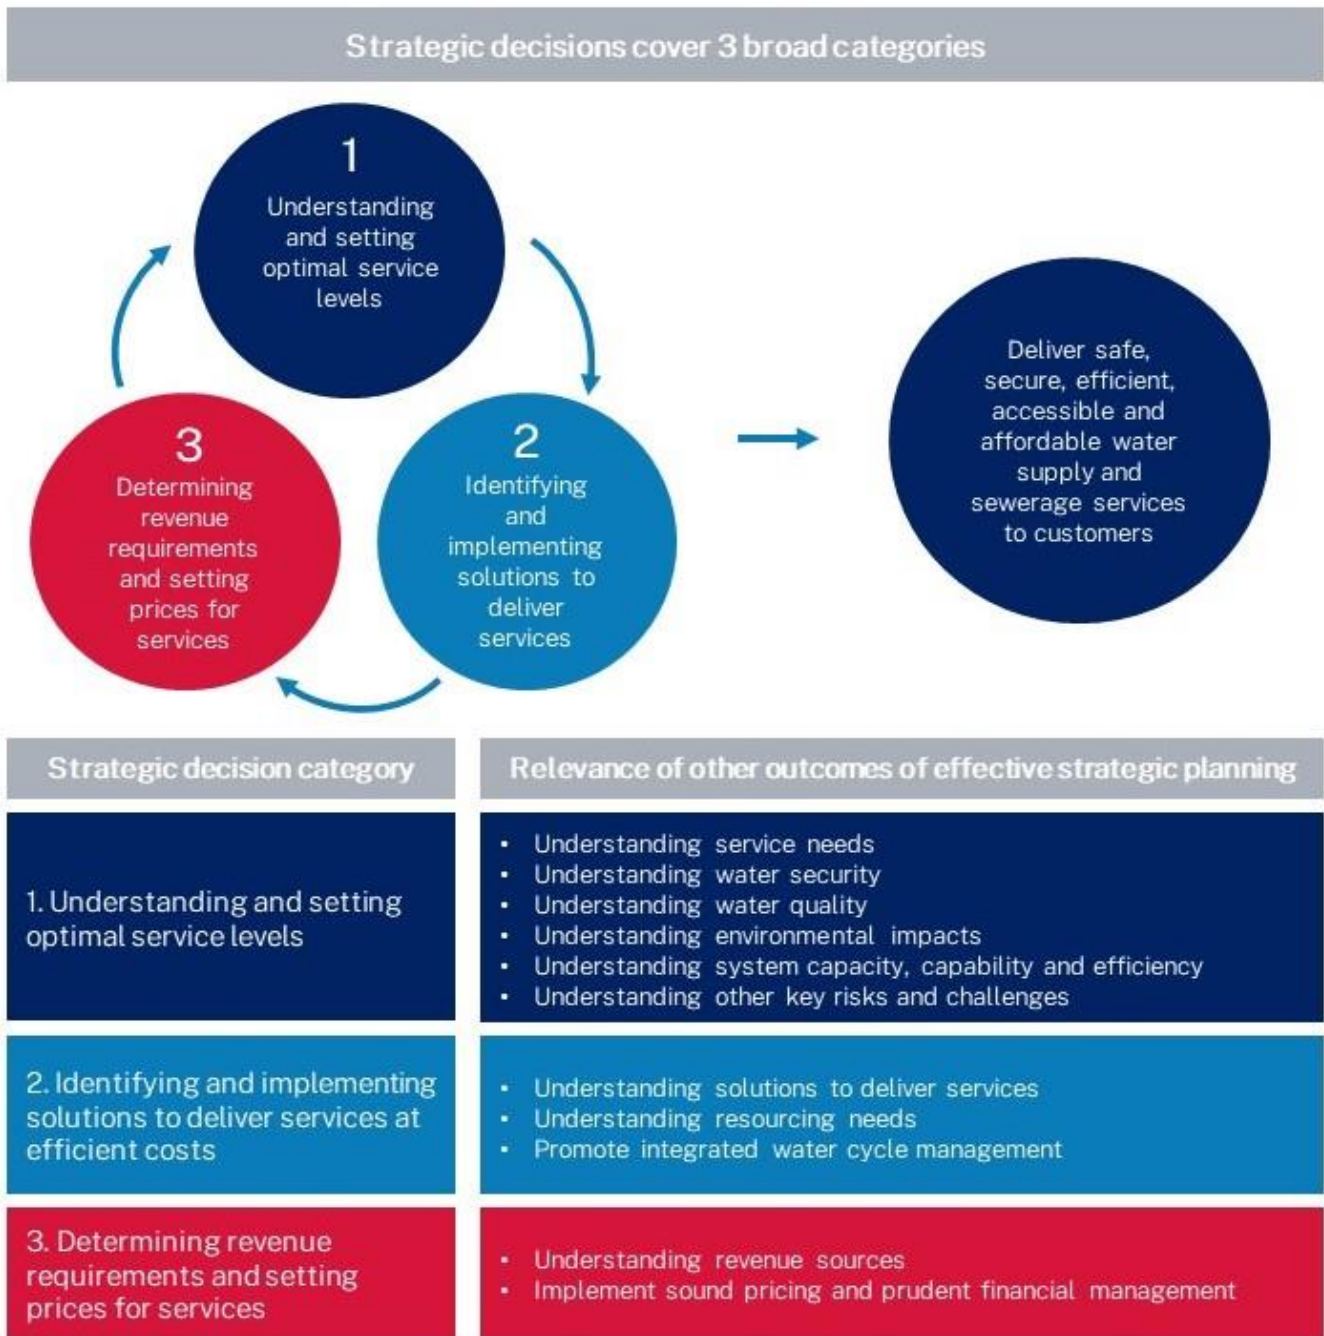 Strategic decisions cover 3 broad categories
1
Understanding
and setting
optimal service
levels
2
Identifying
and
implementing
solutions to
deliver
services
3
Determining
revenue
requirements
and setting
prices for
services
Deliver safe,
secure, efficient,
accessible and
affordable water
supply and
sewerage services
to customers
Strategic decision category
Relevance of other outcomes of effective strategic planning
1. Understanding and setting
optimal service levels
• Understanding service needs
• Understanding water security
• Understanding water quality
• Understanding environmental impacts
• Understanding system capacity, capability and efficiency
• Understanding other key risks and challenges
2. Identifying and implementing
solutions to deliver services at
efficient costs
• Understanding solutions to deliver services
• Understanding resourcing needs
• Promote integrated water cycle management
3. Determining revenue
requirements and setting
prices for services
• Understanding revenue sources
• Implement sound pricing and prudent financial management